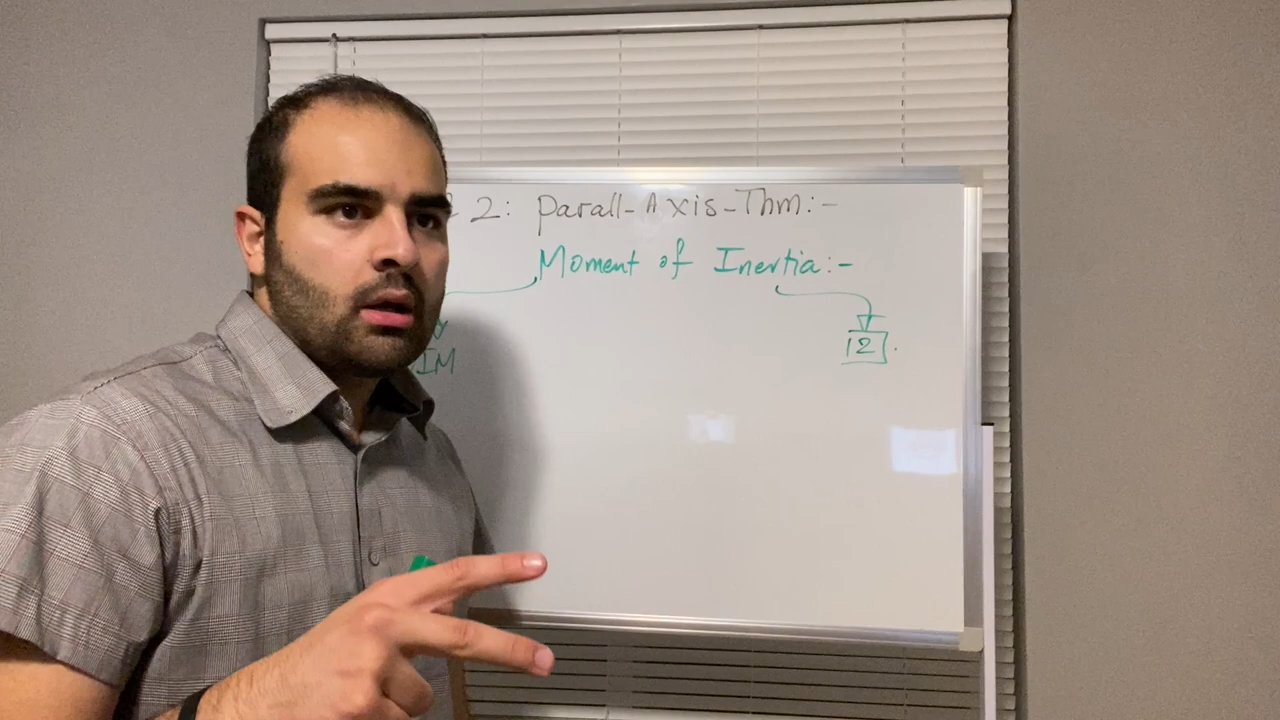 2: Parall-Axis-Thm:-
Moment of Inertia:-
12.
IM